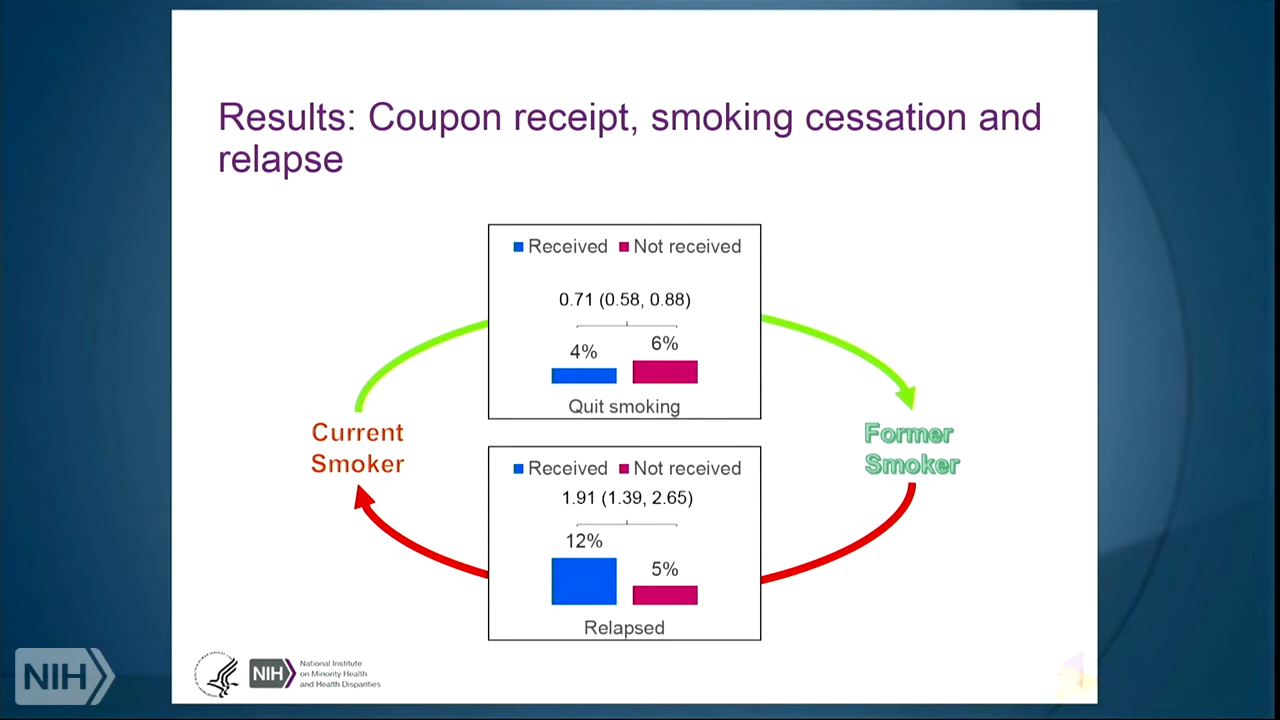 Results: Coupon receipt, smoking cessation and
relapse
Received Not received
0.71 (0.58, 0.88)
4%
6%
Quit smoking
Current
Smoker
Former
Smoker
Received Not received
1.91 (1.39, 2.65)
12%
5%
Relapsed
NIH
NIH
National Institute
on Minority Health
and Health Disparities